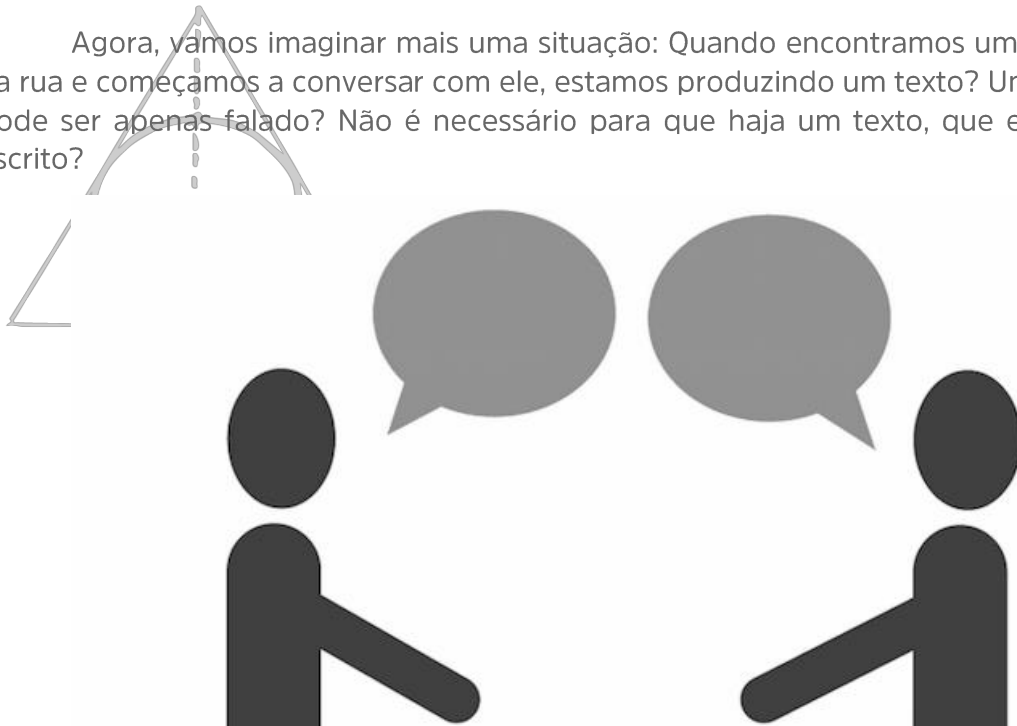 Agora, vamos imaginar mais uma situação: Quando encontramos um
a rua e começamos a conversar com ele, estamos produzindo um texto? Um
ode ser apenas falado? Não é necessário para que haja um texto, que e
scrito?